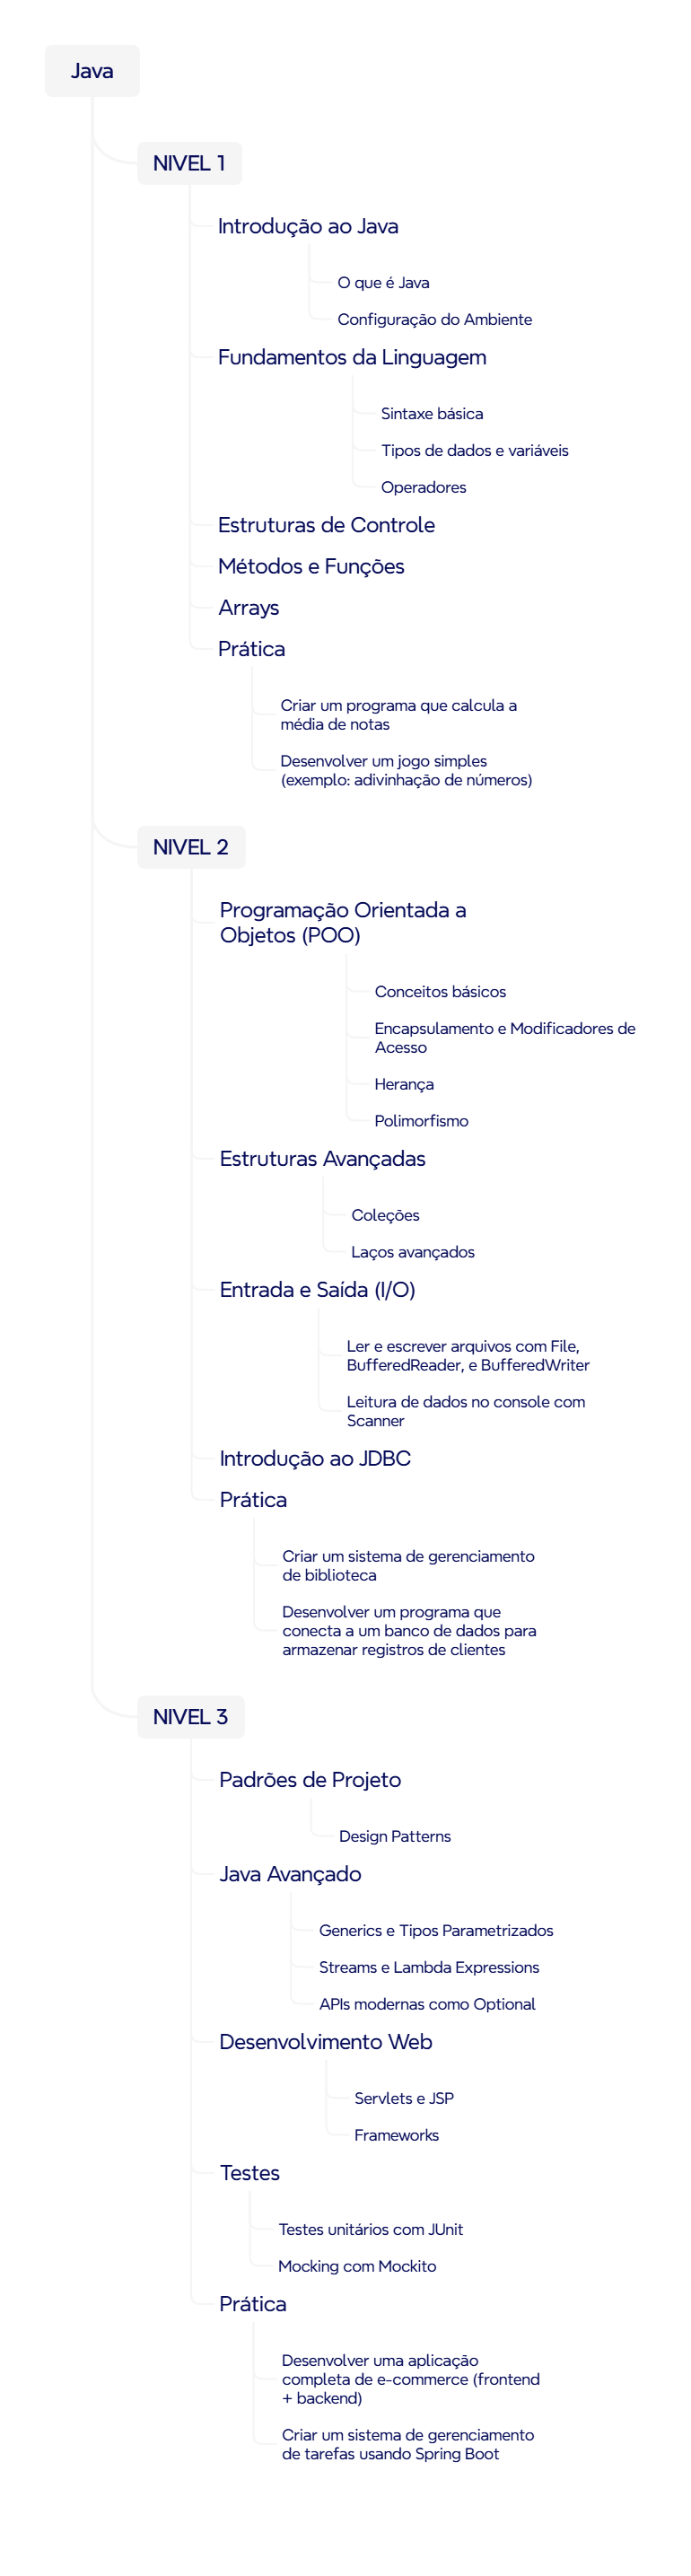 Java
NIVEL 1
Introdução ao Java
O que é Java
Configuração do Ambiente
Fundamentos da Linguagem
Sintaxe básica
Tipos de dados e variáveis
Operadores
Estruturas de Controle
Métodos e Funções
Arrays
Prática
Criar um programa que calcula a
média de notas
Desenvolver um jogo simples
(exemplo: adivinhação de números)
NIVEL 2
Programação Orientada a
Objetos (POO)
Conceitos básicos
Encapsulamento e Modificadores de
Acesso
Herança
Polimorfismo
Estruturas Avançadas
Coleções
Laços avançados
Entrada e Saída (I/O)
Ler e escrever arquivos com File,
BufferedReader, e BufferedWriter
Leitura de dados no console com
Scanner
Introdução ao JDBC
Prática
Criar um sistema de gerenciamento
de biblioteca
Desenvolver um programa que
conecta a um banco de dados para
armazenar registros de clientes
NIVEL 3
Padrões de Projeto
Design Patterns
Java Avançado
Generics e Tipos Parametrizados
Streams e Lambda Expressions
APIs modernas como Optional
Desenvolvimento Web
Servlets e JSP
Frameworks
Testes
Testes unitários com JUnit
Mocking com Mockito
Prática
Desenvolver uma aplicação
completa de e-commerce (frontend
+ backend)
Criar um sistema de gerenciamento
de tarefas usando Spring Boot